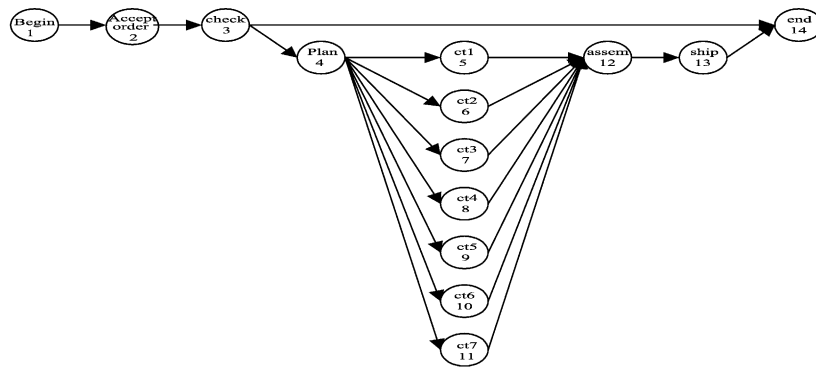 Begin
1
Accept
order
2
check
3
Plan
4
ct1
5
ct2
6
ct3
7
ct4
8
ct5
9
ct6
10
ct7
11
assem
12
ship
13
end
14